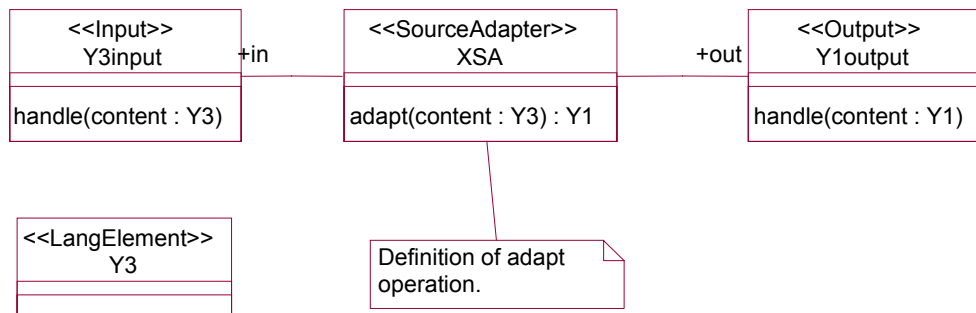 <<Input>>
Y3input
handle(content : Y3)
+in
<<SourceAdapter>>
XSA
adapt(content : Y3) : Y1
+out
<<Output>>
Y1output
handle(content : Y1)
<<LangElement>>
Y3
Definition of adapt
operation.